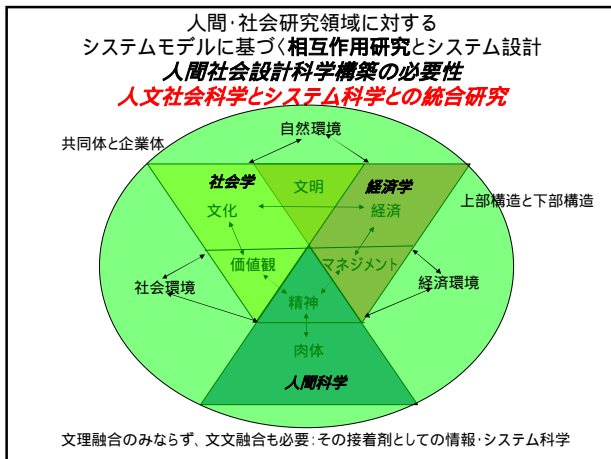 人間･社会研究領域に対する
システムモデルに基づく相互作用研究とシステム設計
人間社会設計科学構築の必要性
人文社会科学とシステム科学との統合研究
自然環境
共同体と企業体
社会学
文明
経済学
上部構造と下部構造
文化
経済
価値観
マネジメント
社会環境
経済環境
精神
肉体
人間科学
文理融合のみならず、文文融合も必要：その接着剤としての情報･システム科学